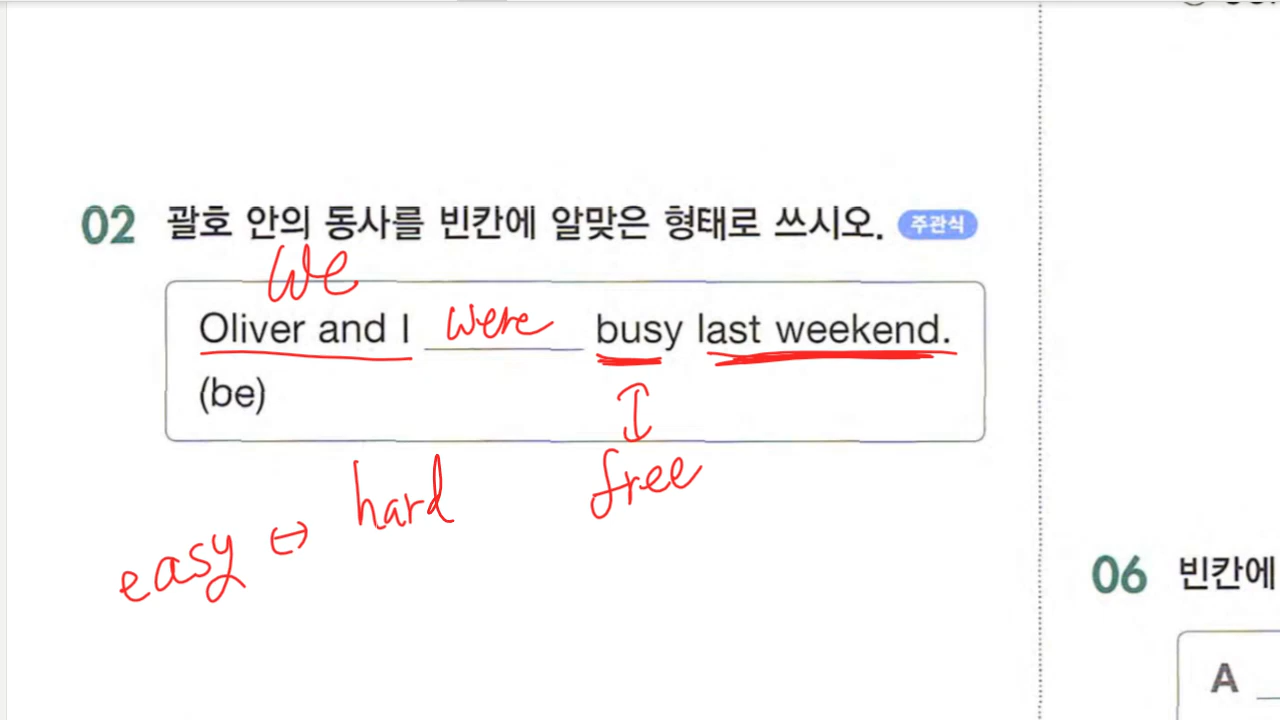 02 괄호 안의 동사를 빈칸에 알맞은 형태로 쓰시오. 주관식
we
Oliver and I were busy last weekend.
(be)
free
hard
easy ↔
06 빈칸에
A